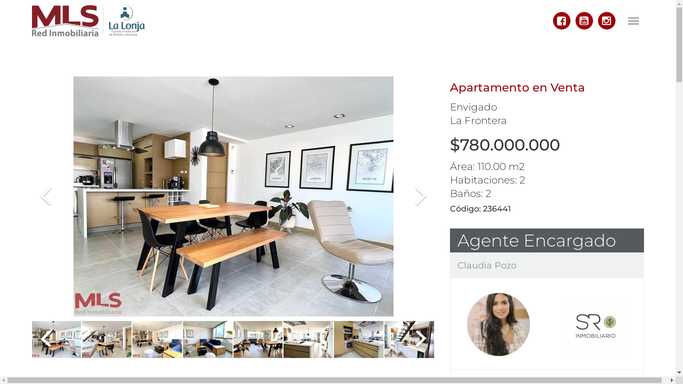 MLS
Red Inmobiliaria
La Lonja
Apartamento en Venta
Envigado
La Frontera
$780.000.000
Área: 110.00 m2
Habitaciones: 2
Baños: 2
Código: 236441
Agente Encargado
Claudia Pozo
MLS
Red Inmobiliaria
SR
INMOBILIARIO
MLS